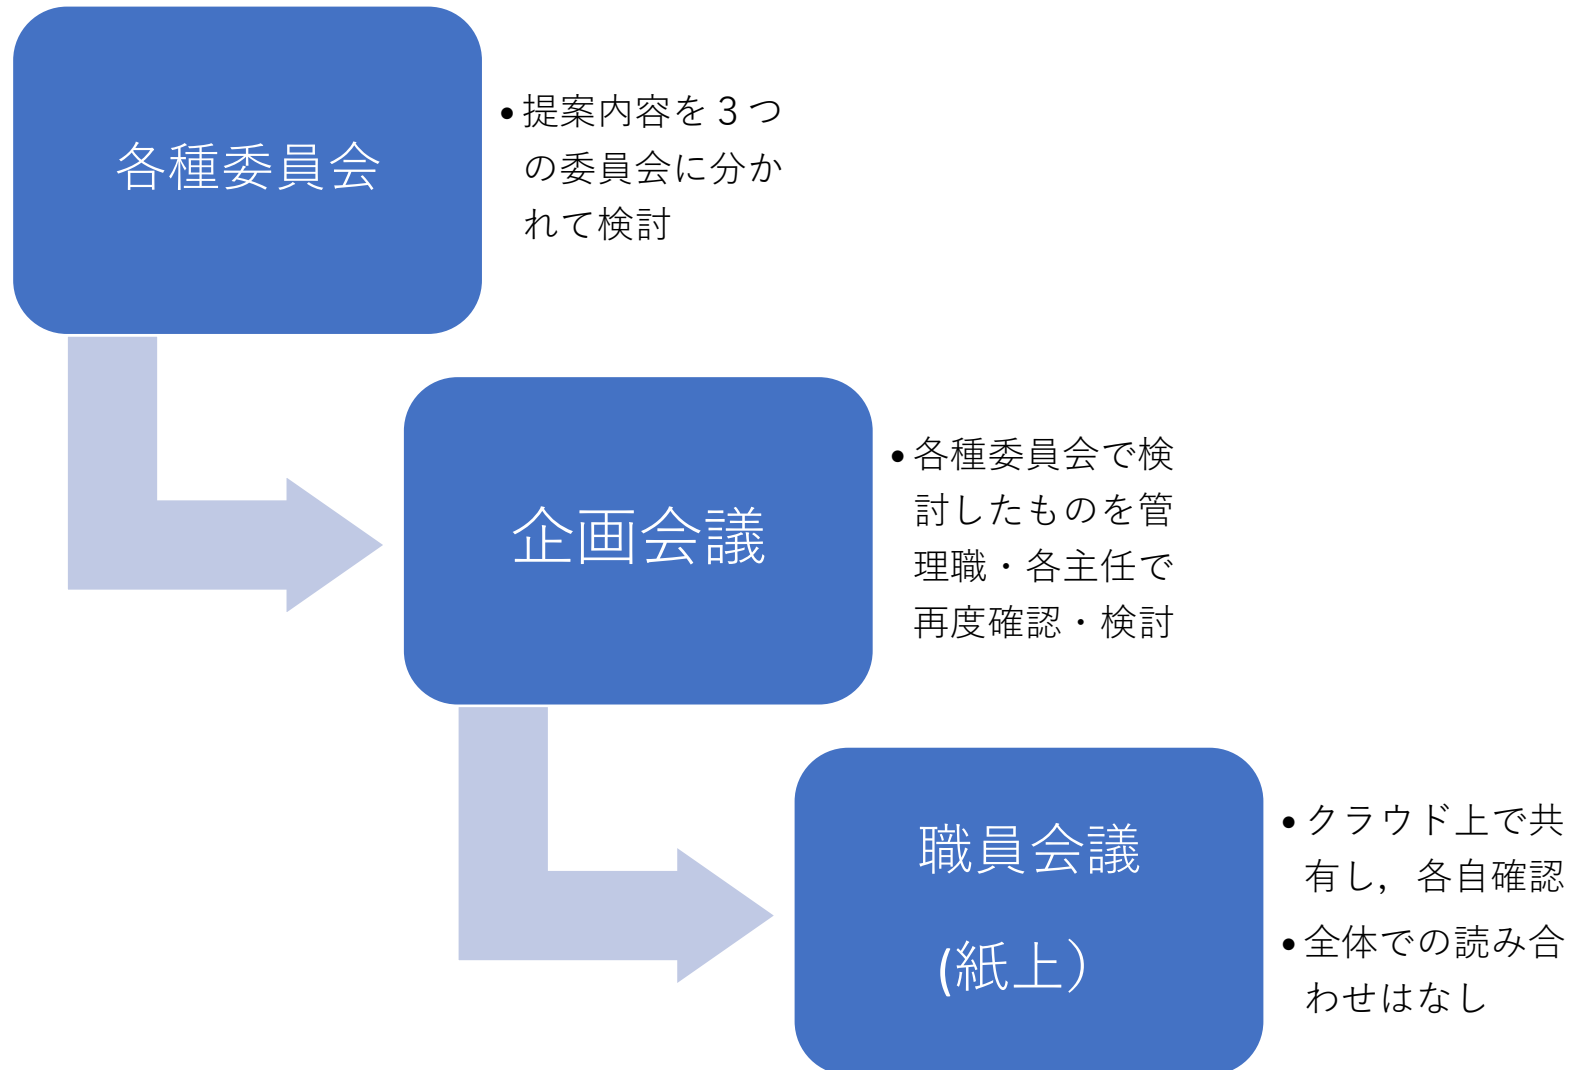 各種委員会
•提案内容を３つ
の委員会に分か
れて検討
企画会議
•各種委員会で検
討したものを管
理職・各主任で
再度確認・検討
職員会議
(紙上）
•クラウド上で共
有し，各自確認
•全体での読み合
わせはなし